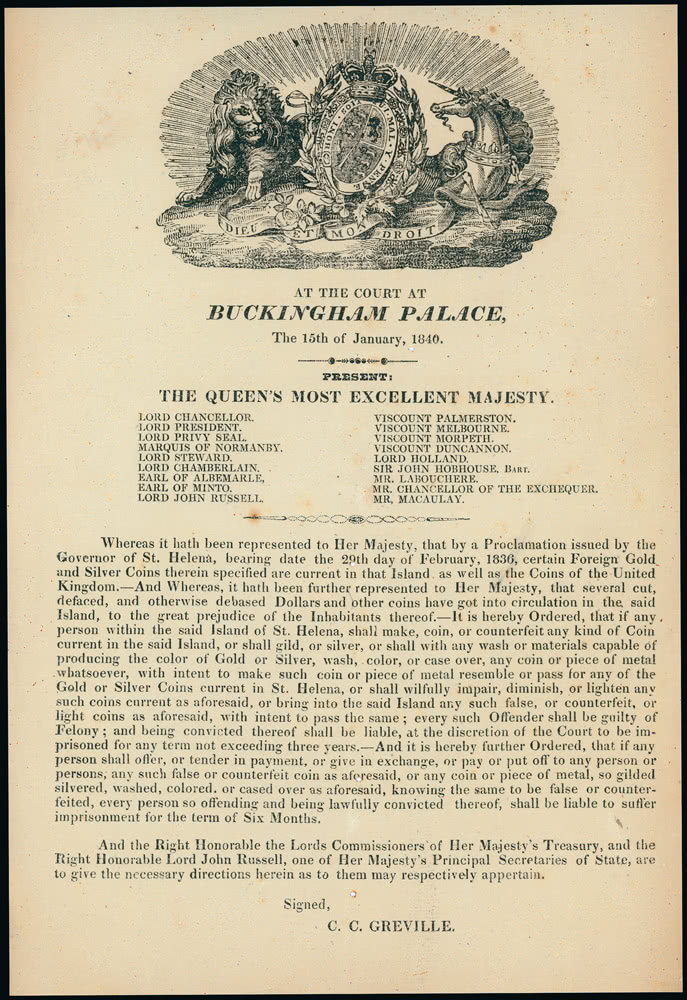 HONI SOIT QUI MAL Y PENSE
DIEU ET MON DROIT
AT THE COURT AT
BUCKINGHAM PALACE,
The 15th of January, 1840.
PRESENT:
THE QUEEN'S MOST EXCELLENT MAJESTY.
LORD CHANCELLOR.
LORD PRESIDENT.
LORD PRIVY SEAL.
MARQUIS OF NORMANBY.
LORD STEWARD.
LORD CHAMBERLAIN.
EARL OF ALBEMARLE,
EARL OF MINTO.
LORD JOHN RUSSELL.
VISCOUNT PALMERSTON.
VISCOUNT MELBOURNE.
VISCOUNT MORPETH.
VISCOUNT DUNCANNON.
LORD HOLLAND.
SIR JOHN HOBHOUSE, BART.
MR. LABOUCHERE.
MR. CHANCELLOR OF THE EXCHEQUER.
MR, MACAULAY.
Whereas it hath been represented to Her Majesty, that by a Proclamation issued by the
Governor of St. Helena, bearing date the 29th day of February, 1836, certain Foreign Gold
and Silver Coins therein specified are current in that Island as well as the Coins of the United
Kingdom.—And Whereas, it hath been further represented to Her Majesty, that several cut,
defaced, and otherwise debased Dollars and other coins have got into circulation in the said
Island, to the great prejudice of the Inhabitants thereof.—It is hereby Ordered, that if any
person within the said Island of St. Helena, shall make, coin, or counterfeit any kind of Coin
current in the said Island, or shall gild, or silver, or shall with any wash or materials capable of
producing the color of Gold or Silver, wash, color, or case over, any coin or piece of metal
whatsoever, with intent to make such coin or piece of metal resemble or pass for any of the
Gold or Silver Coins current in St. Helena, or shall wilfully impair, diminish, or lighten any
such coins current as aforesaid, or bring into the said Island any such false, or counterfeit, or
light coins as aforesaid, with intent to pass the same; every such Offender shall be guilty of
Felony; and being convicted thereof shall be liable, at the discretion of the Court to be im-
prisoned for any term not exceeding three years.—And it is hereby further Ordered, that if any
person shall offer, or tender in payment, or give in exchange, or pay or put off to any person or
persons, any such false or counterfeit coin as aforesaid, or any coin or piece of metal, so gilded
silvered, washed, colored. or cased over as aforesaid, knowing the same to be false or counter-
feited, every person so offending and being lawfully convicted thereof, shall be liable to suffer
imprisonment for the term of Six Months.
And the Right Honorable the Lords Commissioners of Her Majesty's Treasury, and the
Right Honorable Lord John Russell, one of Her Majesty's Principal Secretaries of State, are
to give the necessary directions herein as to them may respectively appertain.
Signed,
C. C. GREVILLE.